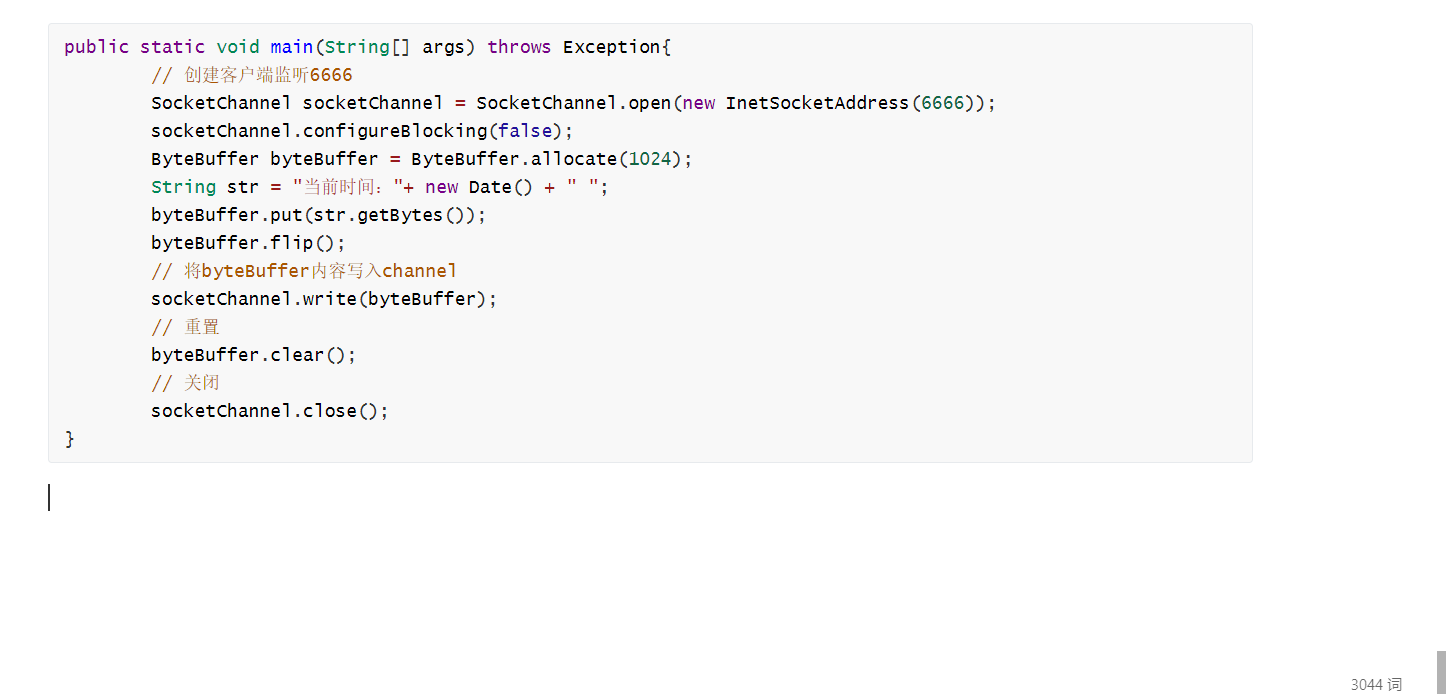 public static void main(String[] args) throws Exception{
// 创建客户端监听6666
SocketChannel socketChannel = SocketChannel.open(new InetSocketAddress(6666));
socketChannel.configureBlocking(false);
ByteBuffer byteBuffer = ByteBuffer.allocate(1024);
String str = "当前时间："+ new Date() + " ";
byteBuffer.put(str.getBytes());
byteBuffer.flip();
// 将byteBuffer内容写入channel
socketChannel.write(byteBuffer);
// 重置
byteBuffer.clear();
// 关闭
socketChannel.close();
}
3044 词